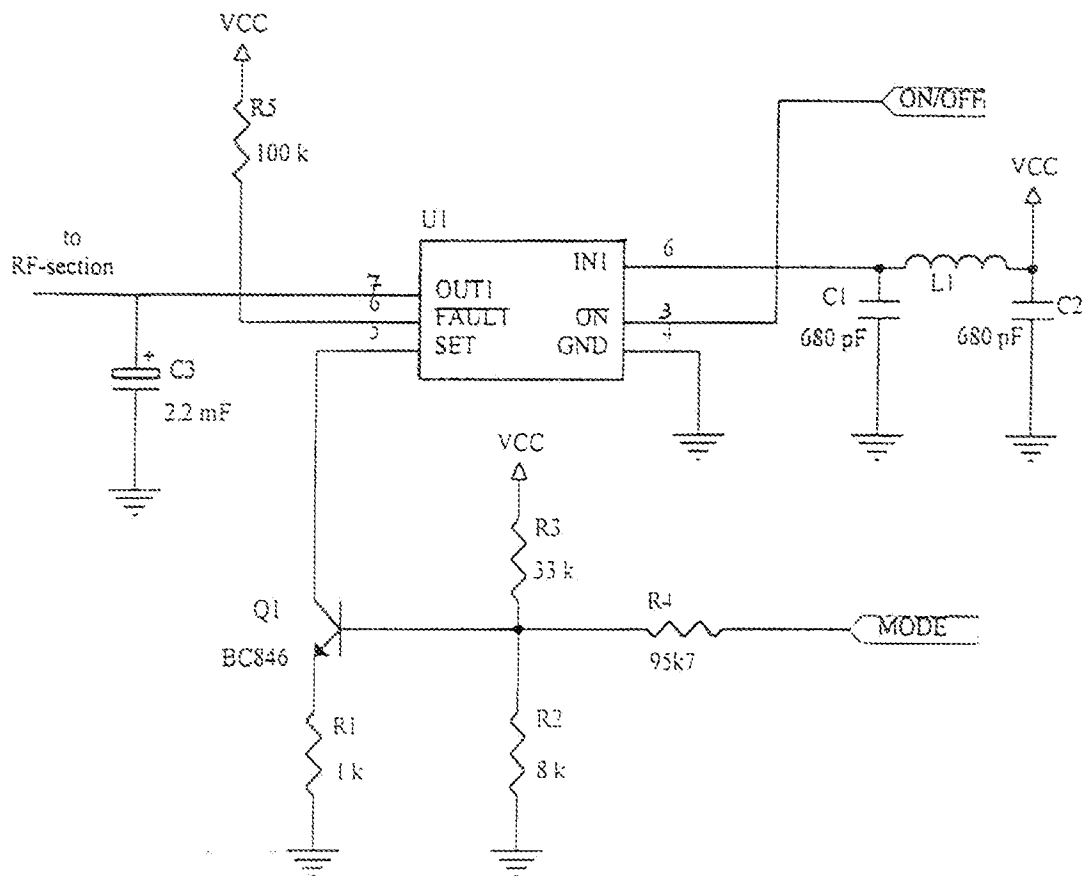 VCC
R5
100 k
ON/OFF
VCC
to
RF-section
U1
IN1
6
OUT1
7
6
FAULT
5
SET
ON
3
GND
4
C1
680 pF
L1
C2
680 pF
C3
2.2 mF
VCC
R3
33 k
Q1
BC846
R4
95k7
MODE
R1
1 k
R2
8 k